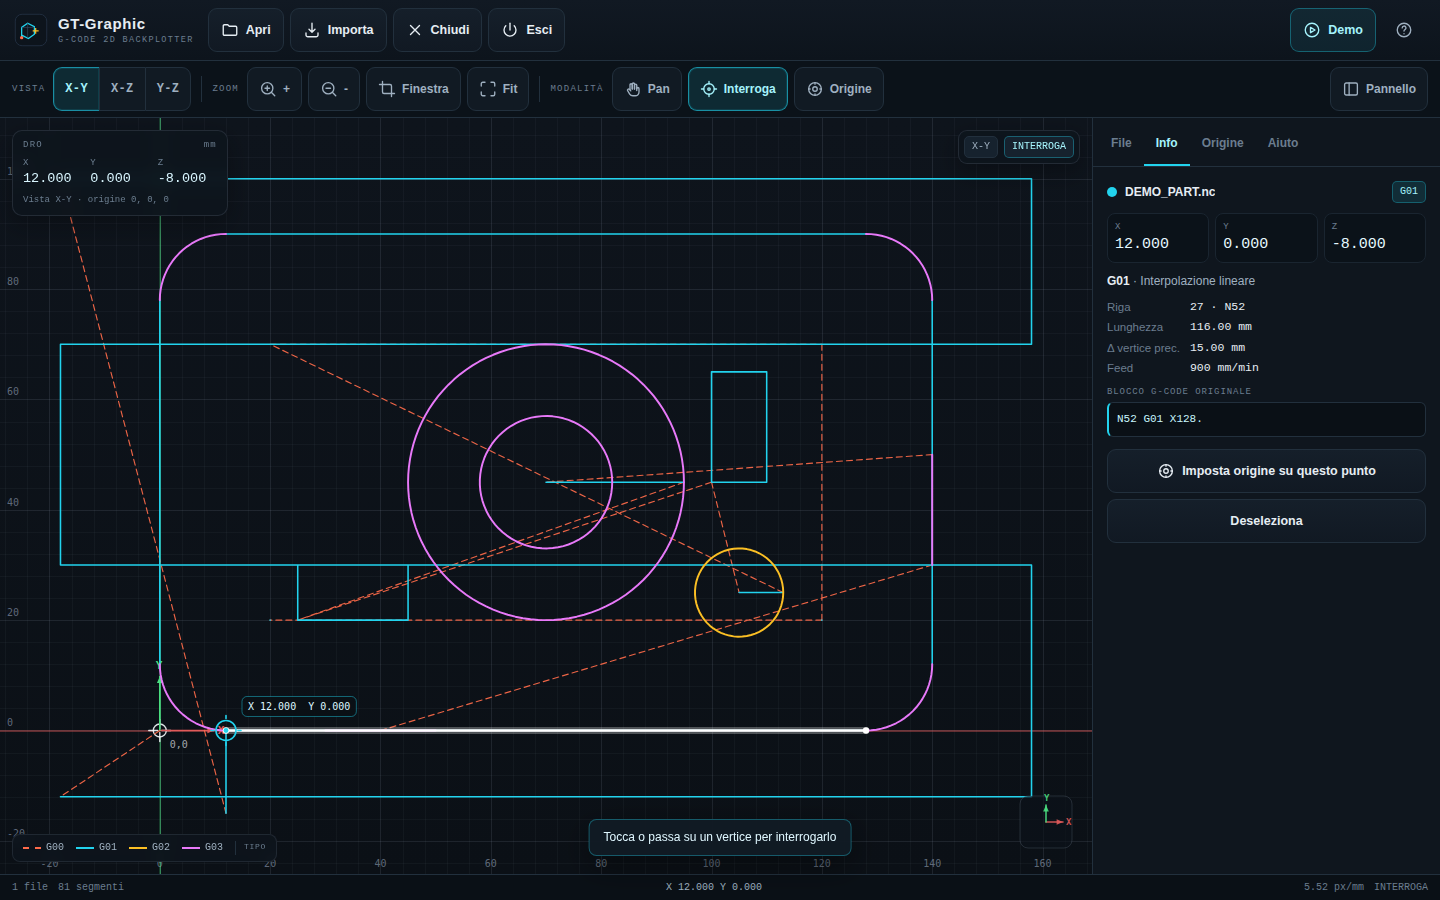 GT-Graphic
G-CODE 2D BACKPLOTTER
Apri Importa Chiudi Esci Demo
VISTA X-Y X-Z Y-Z ZOOM + - Finestra Fit MODALITÀ Pan Interroga Origine Pannello
DRO mm
X Y Z
12.000 0.000 -8.000
Vista X-Y · origine 0, 0, 0
X-Y INTERROGA
80
60
40
20
0
-20
Y
X 12.000 Y 0.000
X
0,0
Tocca o passa su un vertice per interrogarlo
Y
X
G00 G01 G02 G03 TIPO
-20 0 20 40 60 80 100 120 140 160
File Info Origine Aiuto
DEMO_PART.nc G01
X Y Z
12.000 0.000 -8.000
G01 · Interpolazione lineare
Riga 27 · N52
Lunghezza 116.00 mm
Δ vertice prec. 15.00 mm
Feed 900 mm/min
BLOCCO G-CODE ORIGINALE
N52 G01 X128.
Imposta origine su questo punto
Deseleziona
1 file 81 segmenti X 12.000 Y 0.000 5.52 px/mm INTERROGA